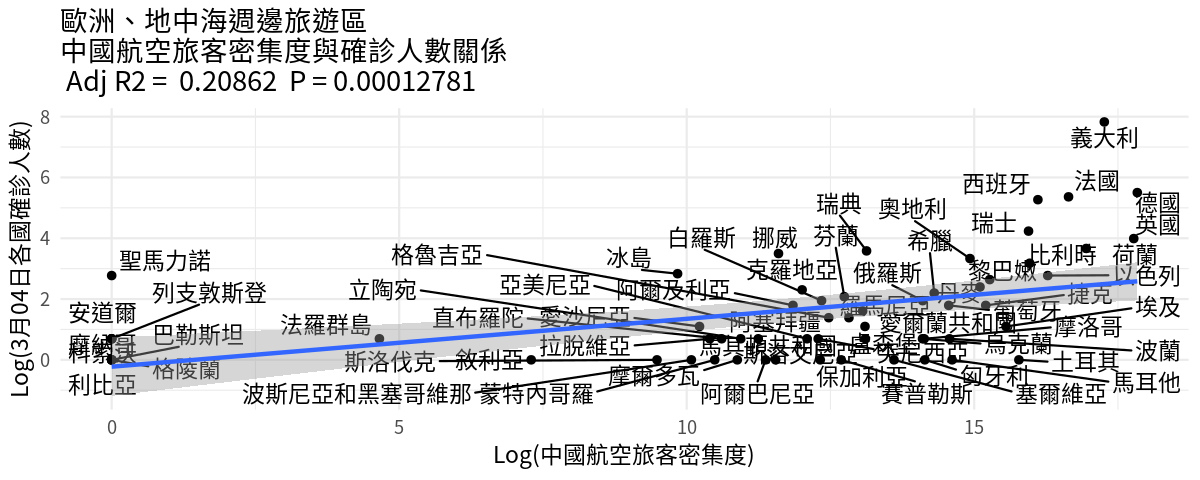 歐洲、地中海週邊旅遊區
中國航空旅客密集度與確診人數關係
Adj R2 = 0.20862 P = 0.00012781
Log(3月04日各國確診人數)
8
6
4
2
0
義大利
西班牙
法國
德國
英國
瑞典
奧地利
瑞士
白羅斯
挪威
芬蘭
希臘
比利時
荷蘭
聖馬力諾
格魯吉亞
冰島
克羅地亞
俄羅斯
黎巴嫩
以色列
列支敦斯登
立陶宛
亞美尼亞
阿爾及利亞
羅馬尼亞
丹麥
捷克
埃及
安道爾
直布羅陀
愛沙尼亞
阿塞拜疆
愛爾蘭共和國
葡萄牙
摩洛哥
法羅群島
巴勒斯坦
拉脫維亞
烏克蘭
波蘭
斯洛伐克
敘利亞
格陵蘭
土耳其
利比亞
摩爾多瓦
保加利亞
匈牙利
馬耳他
波斯尼亞和黑塞哥維那
蒙特內哥羅
阿爾巴尼亞
賽普勒斯
塞爾維亞
0
5
10
15
Log(中國航空旅客密集度)